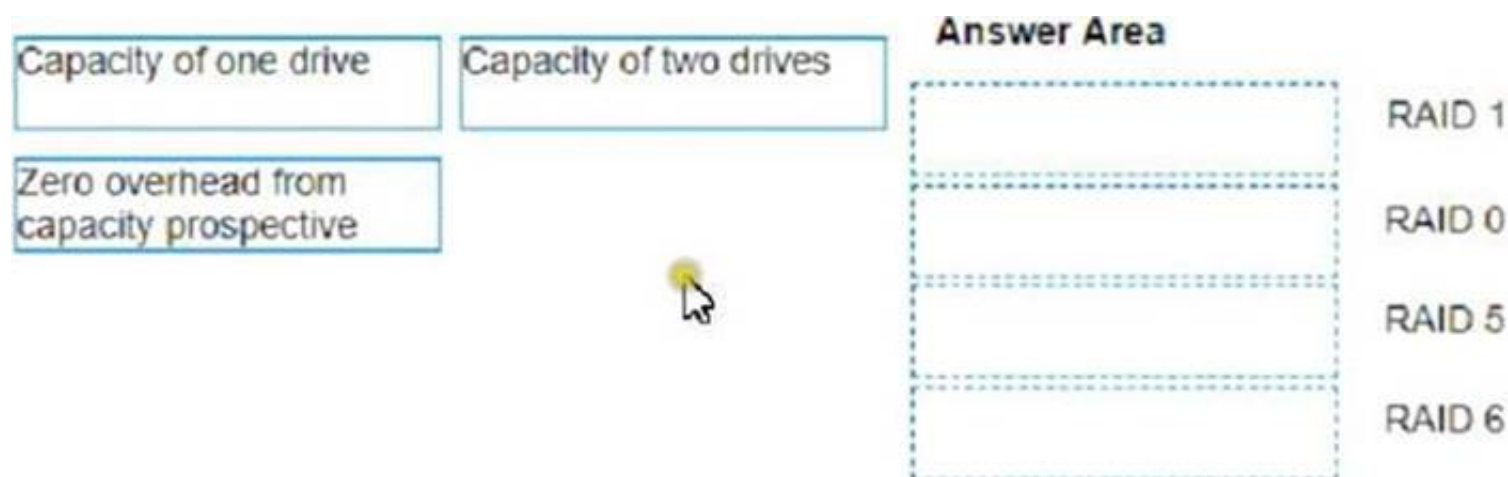 Capacity of one drive
Capacity of two drives
Zero overhead from
capacity prospective
Answer Area
RAID 1
RAID 0
RAID 5
RAID 6